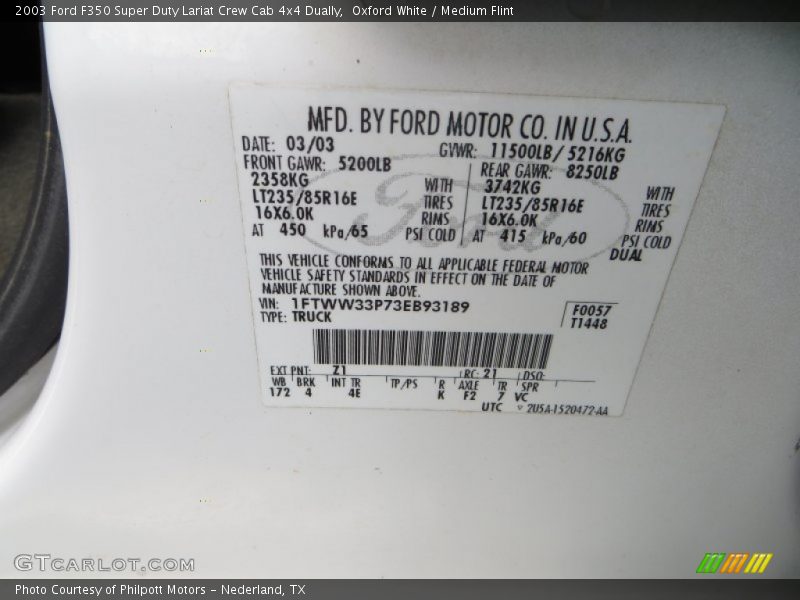 2003 Ford F350 Super Duty Lariat Crew Cab 4x4 Dually, Oxford White / Medium Flint
MFD. BY FORD MOTOR CO. IN U.S.A.
DATE: 03/03 GVWR: 11500LB/ 5216KG
FRONT GAWR: 5200LB REAR GAWR: 8250LB
2358KG WITH 3742KG WITH
LT235/85R16E TIRES LT235/85R16E TIRES
16X6.0K RIMS 16X6.0K RIMS
AT 450 kPa/65 PSI COLD AT 415 kPa/60 PSI COLD
DUAL
Ford
THIS VEHICLE CONFORMS TO ALL APPLICABLE FEDERAL MOTOR
VEHICLE SAFETY STANDARDS IN EFFECT ON THE DATE OF
MANUFACTURE SHOWN ABOVE.
VIN: 1FTWW33P73EB93189 F0057
TYPE: TRUCK T1448
EXT PNT: Z1 RC: 21 DSO:
WB BRK INT TR TP/PS R AXLE TR SPR
172 4 4E K F2 7 VC
UTC ▽ 2U5A-1520472-AA
GTCARLOT.COM
Photo Courtesy of Philpott Motors - Nederland, TX